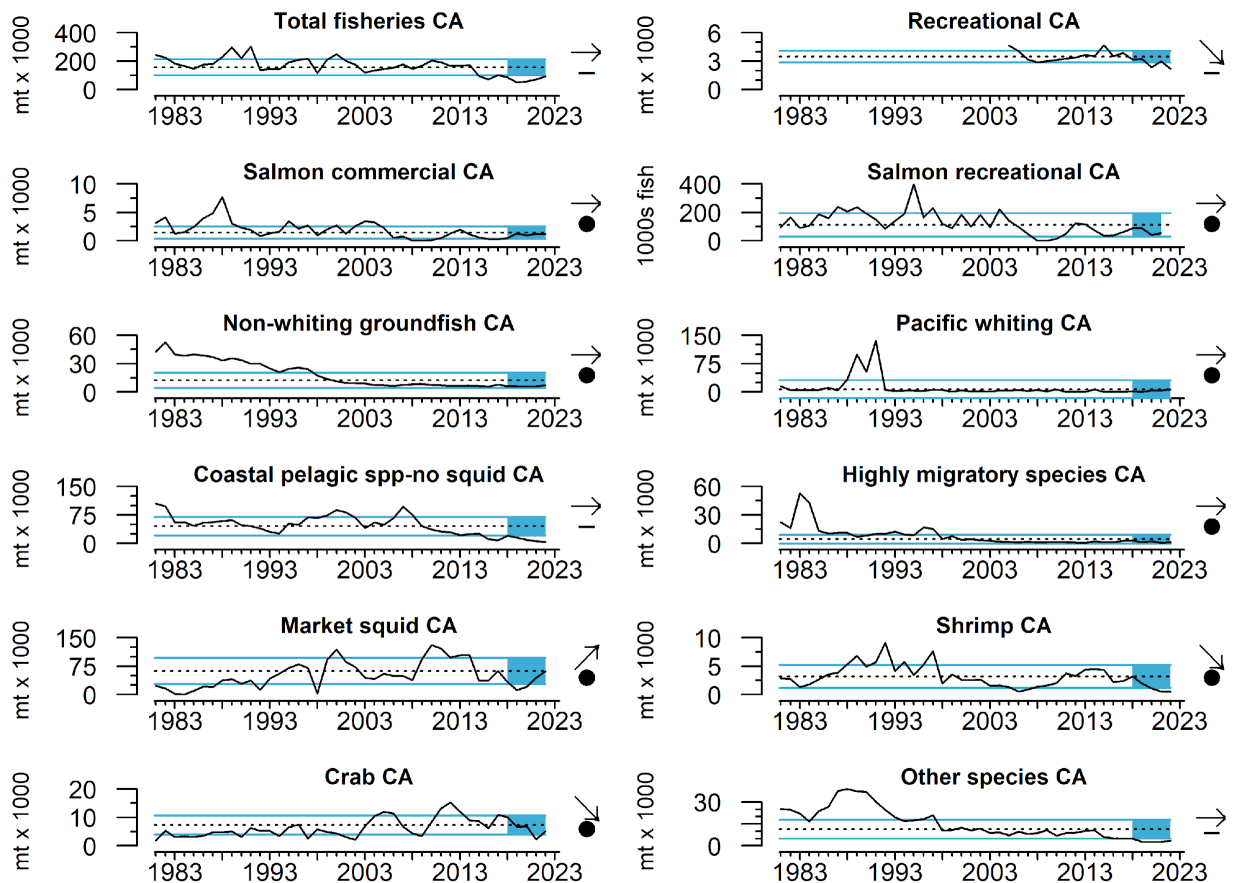 Total fisheries CA
mt x 1000
400
200
0
1983 1993 2003 2013 2023
Recreational CA
mt x 1000
6
3
0
1983 1993 2003 2013 2023
Salmon commercial CA
mt x 1000
10
5
0
1983 1993 2003 2013 2023
Salmon recreational CA
1000s fish
400
200
0
1983 1993 2003 2013 2023
Non-whiting groundfish CA
mt x 1000
60
30
0
1983 1993 2003 2013 2023
Pacific whiting CA
mt x 1000
150
75
0
1983 1993 2003 2013 2023
Coastal pelagic spp-no squid CA
mt x 1000
150
75
0
1983 1993 2003 2013 2023
Highly migratory species CA
mt x 1000
60
30
0
1983 1993 2003 2013 2023
Market squid CA
mt x 1000
150
75
0
1983 1993 2003 2013 2023
Shrimp CA
mt x 1000
10
5
0
1983 1993 2003 2013 2023
Crab CA
mt x 1000
20
10
0
1983 1993 2003 2013 2023
Other species CA
mt x 1000
30
0
1983 1993 2003 2013 2023